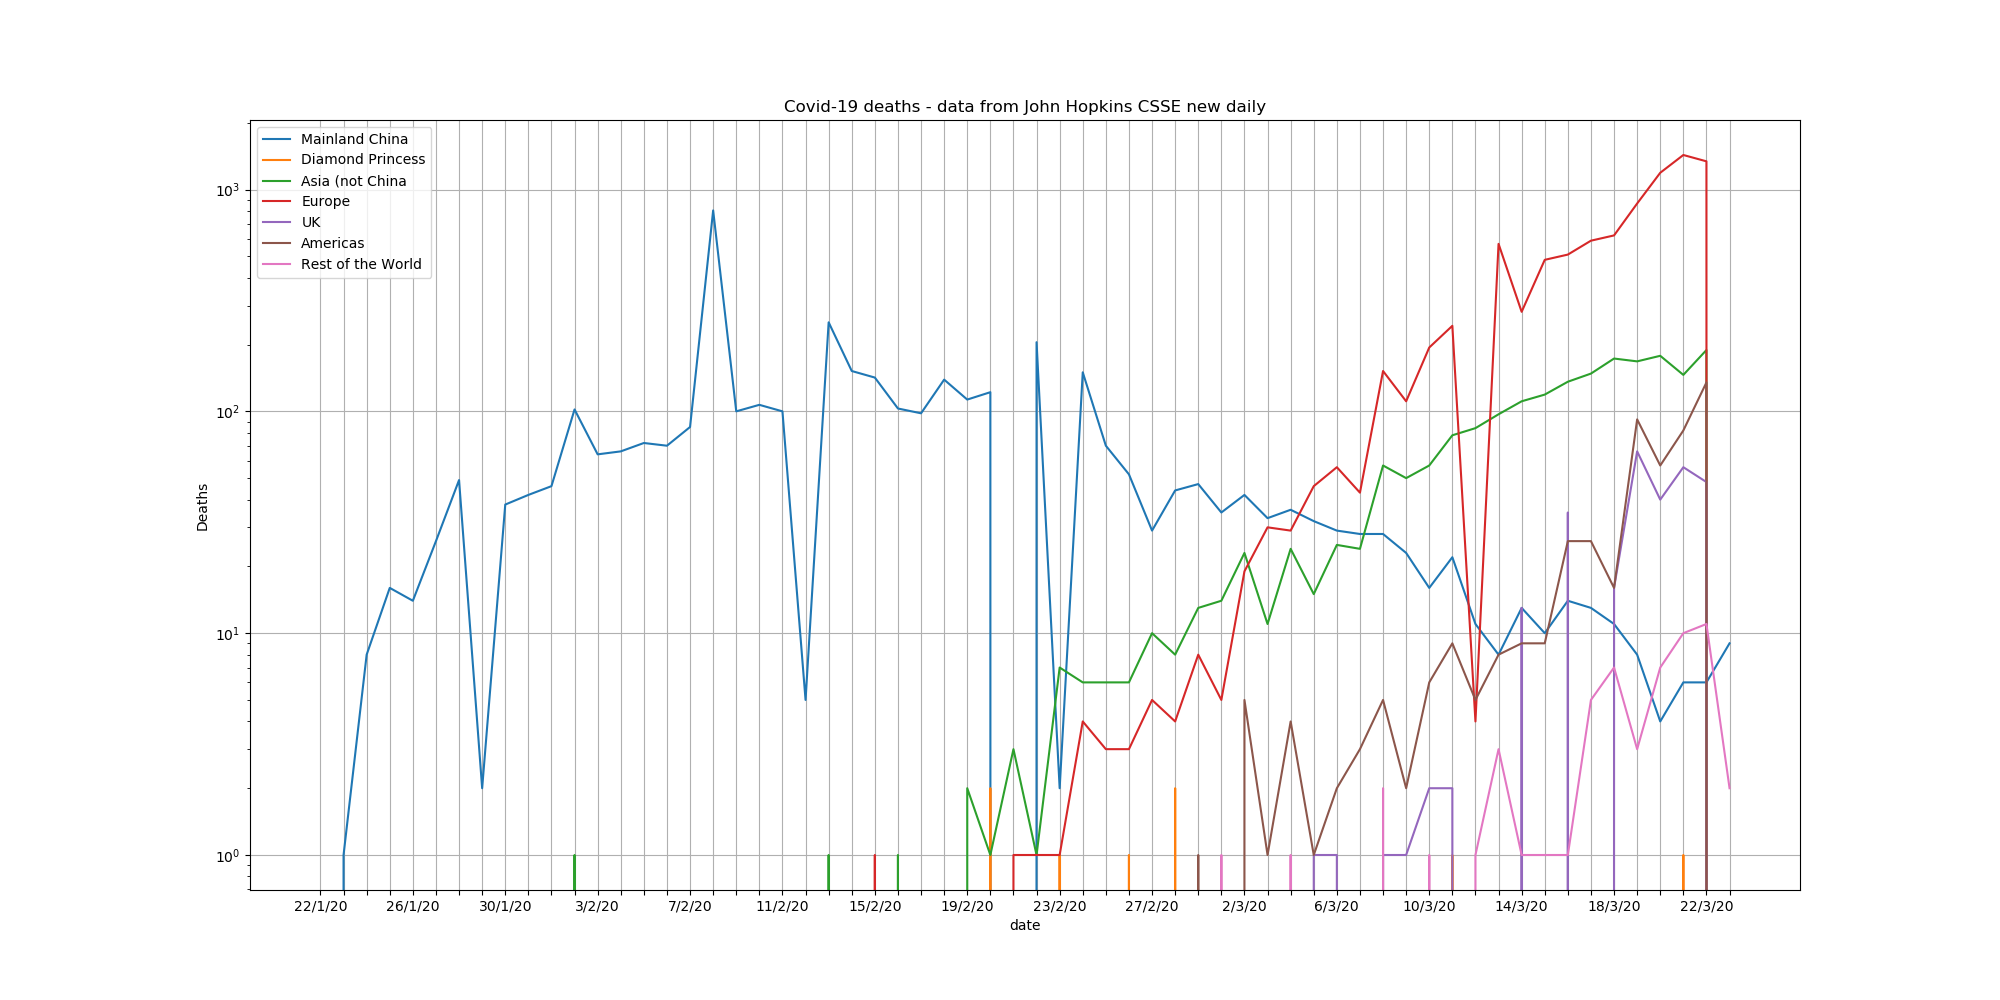 Covid-19 deaths - data from John Hopkins CSSE new daily
Mainland China
Diamond Princess
Asia (not China
Europe
UK
Americas
Rest of the World
10³
10²
10¹
10⁰
Deaths
22/1/20 26/1/20 30/1/20 3/2/20 7/2/20 11/2/20 15/2/20 19/2/20 23/2/20 27/2/20 2/3/20 6/3/20 10/3/20 14/3/20 18/3/20 22/3/20
date